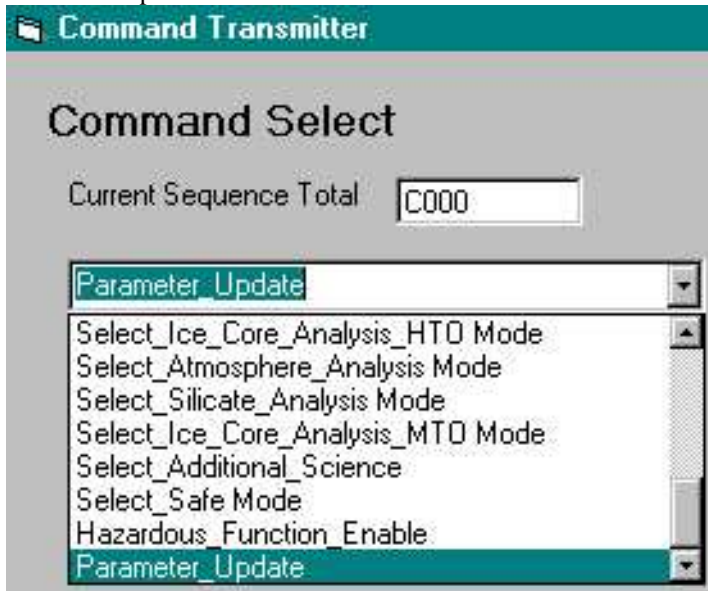 Command Transmitter
Command Select
Current Sequence Total C000
Parameter_Update
Select_Ice_Core_Analysis_HTO Mode
Select_Atmosphere_Analysis Mode
Select_Silicate_Analysis Mode
Select_Ice_Core_Analysis_MTO Mode
Select_Additional_Science
Select_Safe Mode
Hazardous_Function_Enable
Parameter_Update